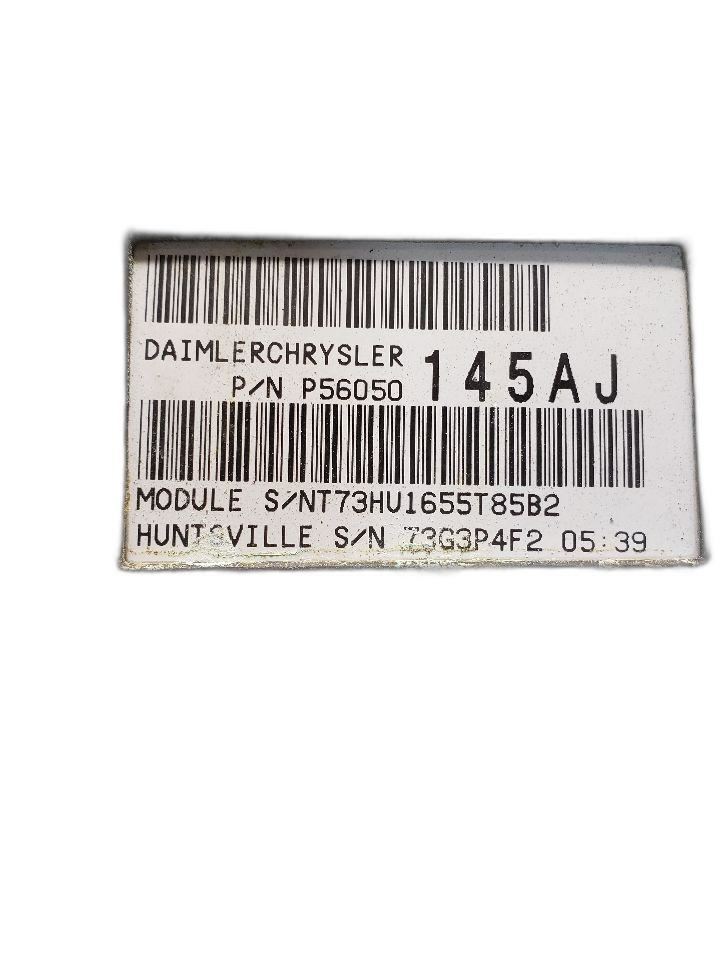 DAIMLERCHRYSLER
P/N P56050 145AJ
MODULE S/NT73HU1655T85B2
HUNTSVILLE S/N 73G3P4F2 05:39